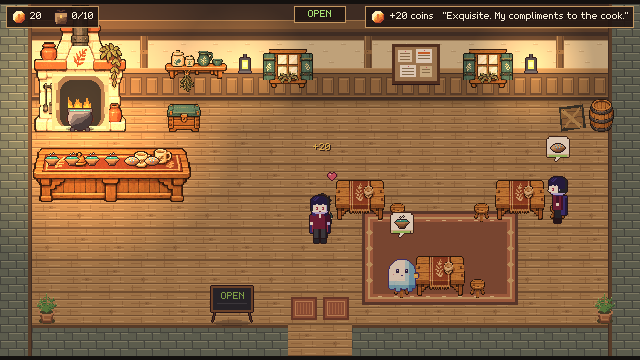 20 0/10
OPEN
+20 coins "Exquisite. My compliments to the cook."
+20
OPEN